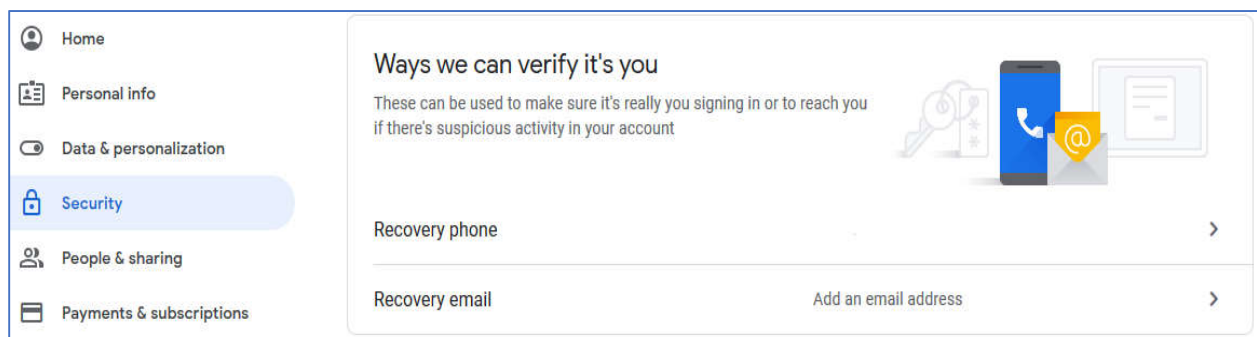 Home
Personal info
Data & personalization
Security
People & sharing
Payments & subscriptions
Ways we can verify it's you
These can be used to make sure it's really you signing in or to reach you
if there's suspicious activity in your account
Recovery phone
Recovery email
Add an email address